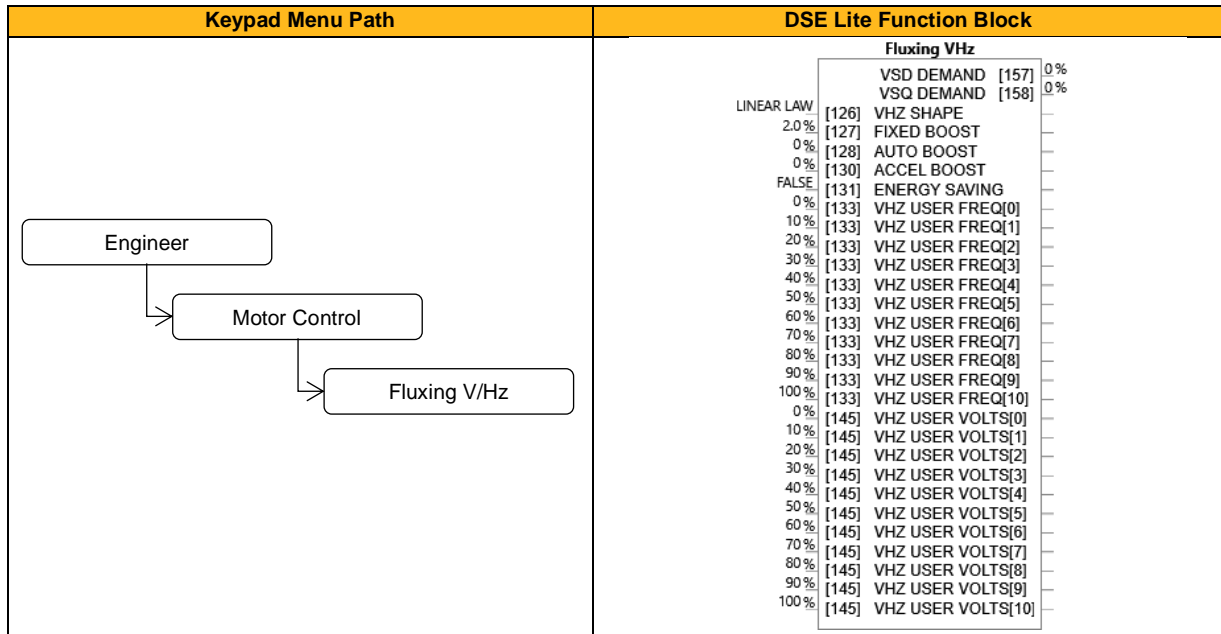 Keypad Menu Path
DSE Lite Function Block
Engineer
Motor Control
Fluxing V/Hz
Fluxing VHz
VSD DEMAND [157] 0 %
VSQ DEMAND [158] 0 %
LINEAR LAW [126] VHZ SHAPE
2.0 % [127] FIXED BOOST
0 % [128] AUTO BOOST
0 % [130] ACCEL BOOST
FALSE [131] ENERGY SAVING
0 % [133] VHZ USER FREQ[0]
10 % [133] VHZ USER FREQ[1]
20 % [133] VHZ USER FREQ[2]
30 % [133] VHZ USER FREQ[3]
40 % [133] VHZ USER FREQ[4]
50 % [133] VHZ USER FREQ[5]
60 % [133] VHZ USER FREQ[6]
70 % [133] VHZ USER FREQ[7]
80 % [133] VHZ USER FREQ[8]
90 % [133] VHZ USER FREQ[9]
100 % [133] VHZ USER FREQ[10]
0 % [145] VHZ USER VOLTS[0]
10 % [145] VHZ USER VOLTS[1]
20 % [145] VHZ USER VOLTS[2]
30 % [145] VHZ USER VOLTS[3]
40 % [145] VHZ USER VOLTS[4]
50 % [145] VHZ USER VOLTS[5]
60 % [145] VHZ USER VOLTS[6]
70 % [145] VHZ USER VOLTS[7]
80 % [145] VHZ USER VOLTS[8]
90 % [145] VHZ USER VOLTS[9]
100 % [145] VHZ USER VOLTS[10]